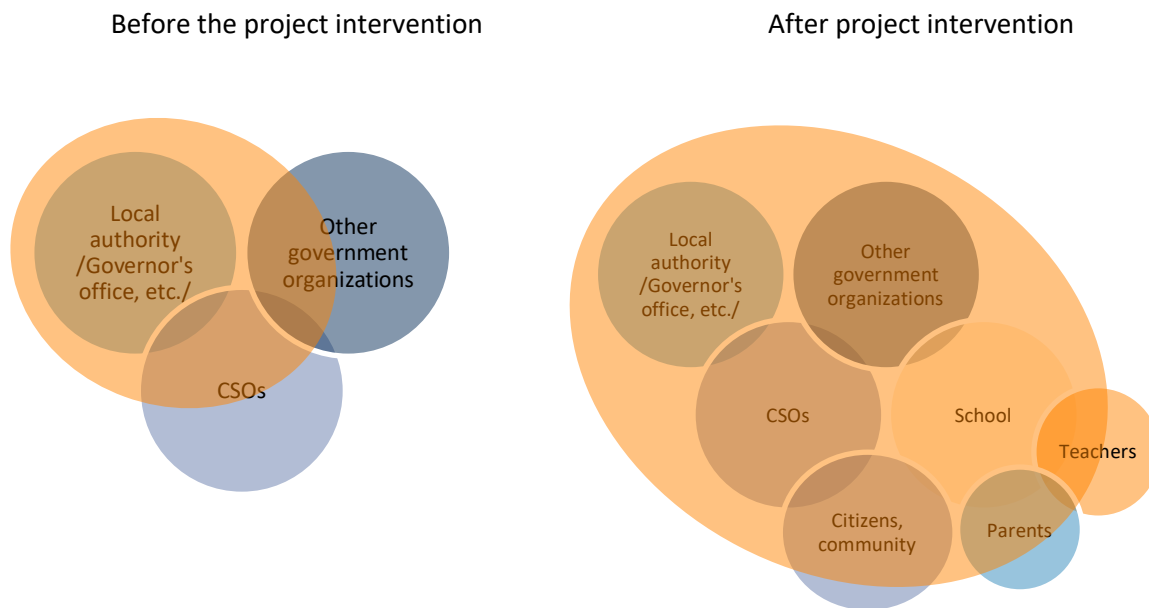 Before the project intervention
After project intervention
Local
authority
/Governor's
office, etc./
Other
government
organizations
CSOs
Local
authority
/Governor's
office, etc./
Other
government
organizations
CSOs
School
Teachers
Citizens,
community
Parents